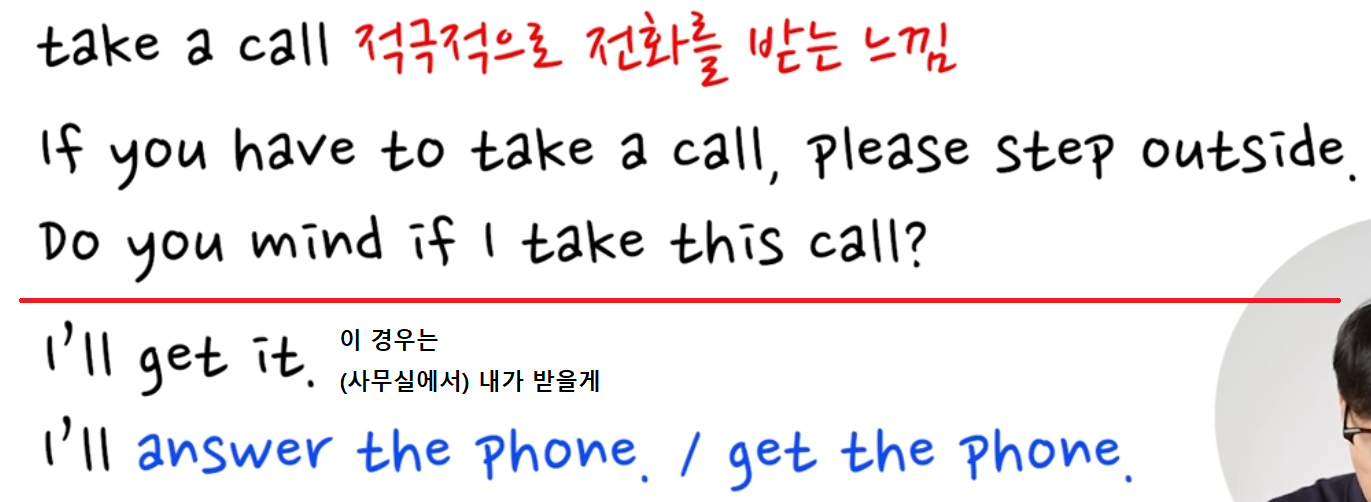 take a call 적극적으로 전화를 받는 느낌
If you have to take a call, please step outside.
Do you mind if I take this call?
I'll get it. 이 경우는
(사무실에서) 내가 받을게
I'll answer the phone. / get the phone.